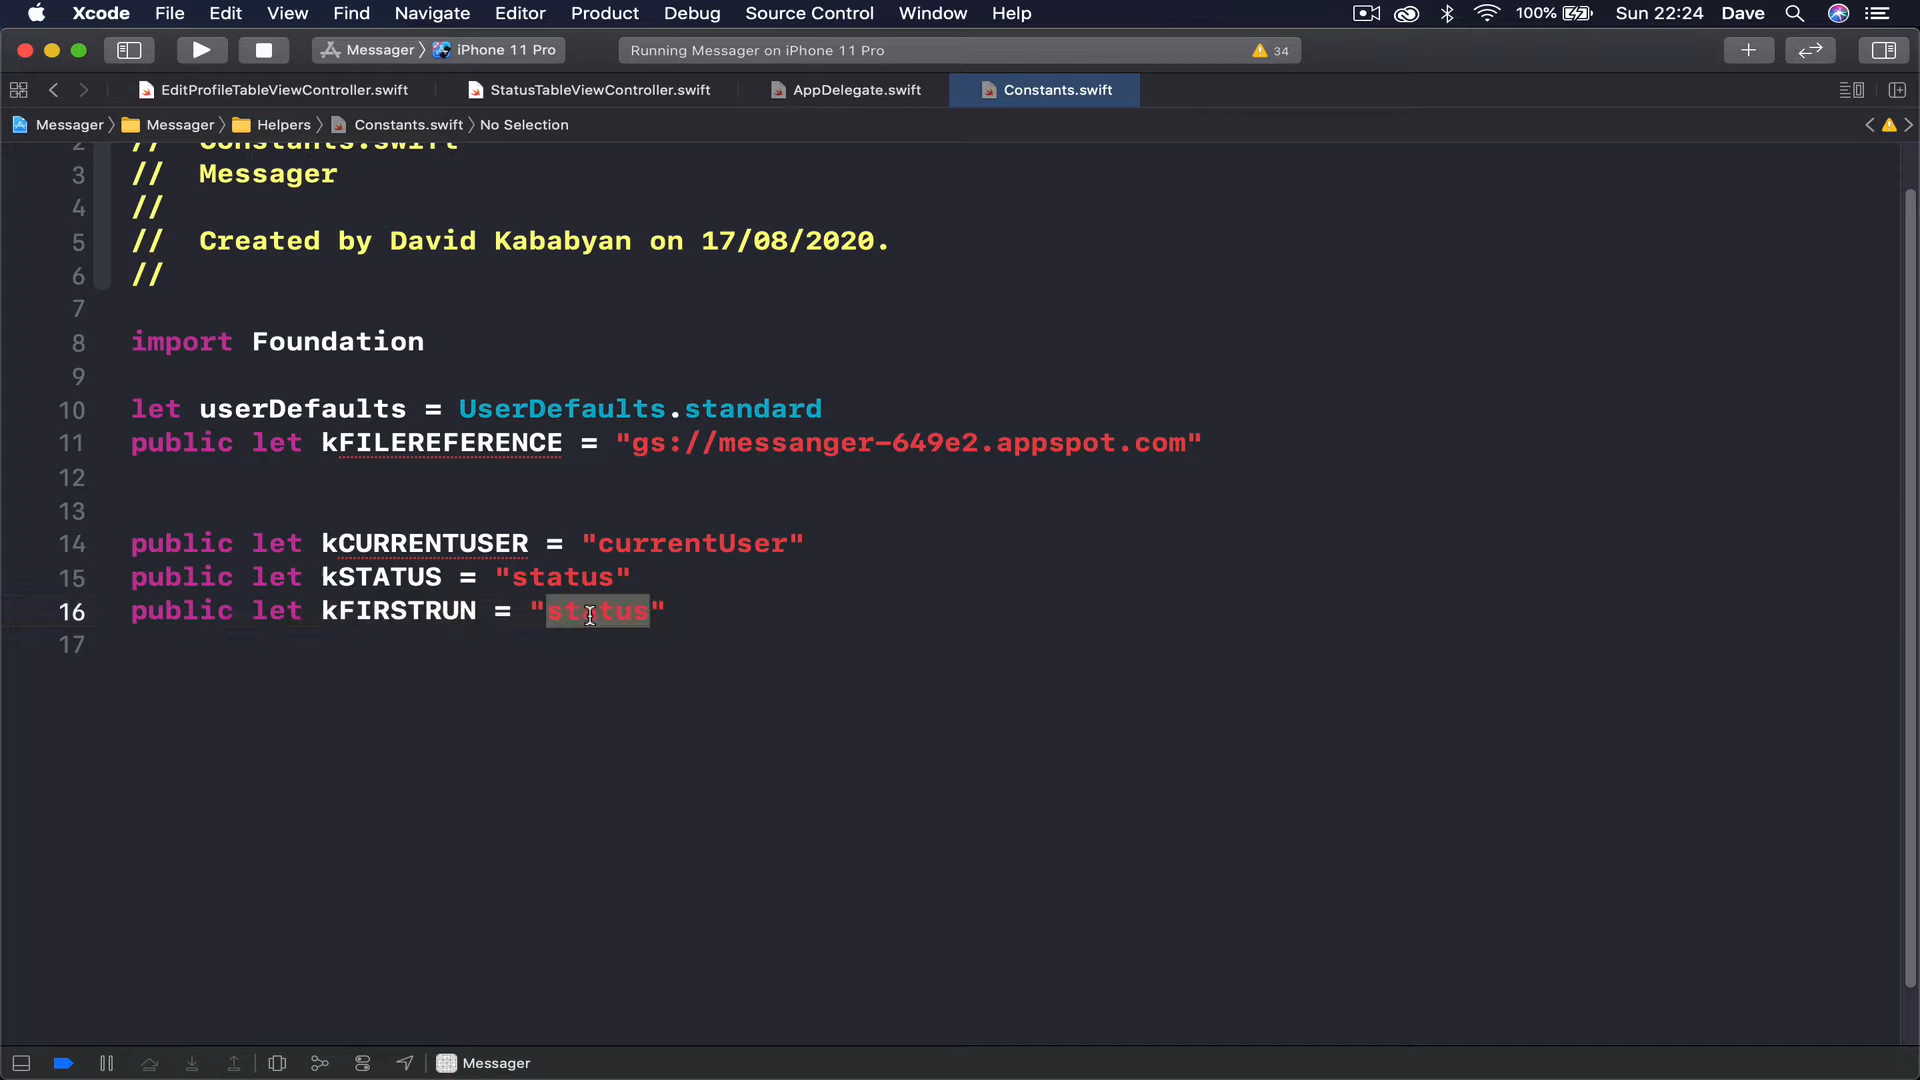 Xcode File Edit View Find Navigate Editor Product Debug Source Control Window Help 100% Sun 22:24 Dave
Messager iPhone 11 Pro Running Messager on iPhone 11 Pro 34
EditProfileTableViewController.swift StatusTableViewController.swift AppDelegate.swift Constants.swift
Messager Messager Helpers Constants.swift No Selection
2 // Constants.swift
3 // Messager
4 //
5 // Created by David Kababyan on 17/08/2020.
6 //
7
8 import Foundation
9
10 let userDefaults = UserDefaults.standard
11 public let kFILEREFERENCE = "gs://messanger-649e2.appspot.com"
12
13
14 public let kCURRENTUSER = "currentUser"
15 public let kSTATUS = "status"
16 public let kFIRSTRUN = "status"
17
Messager